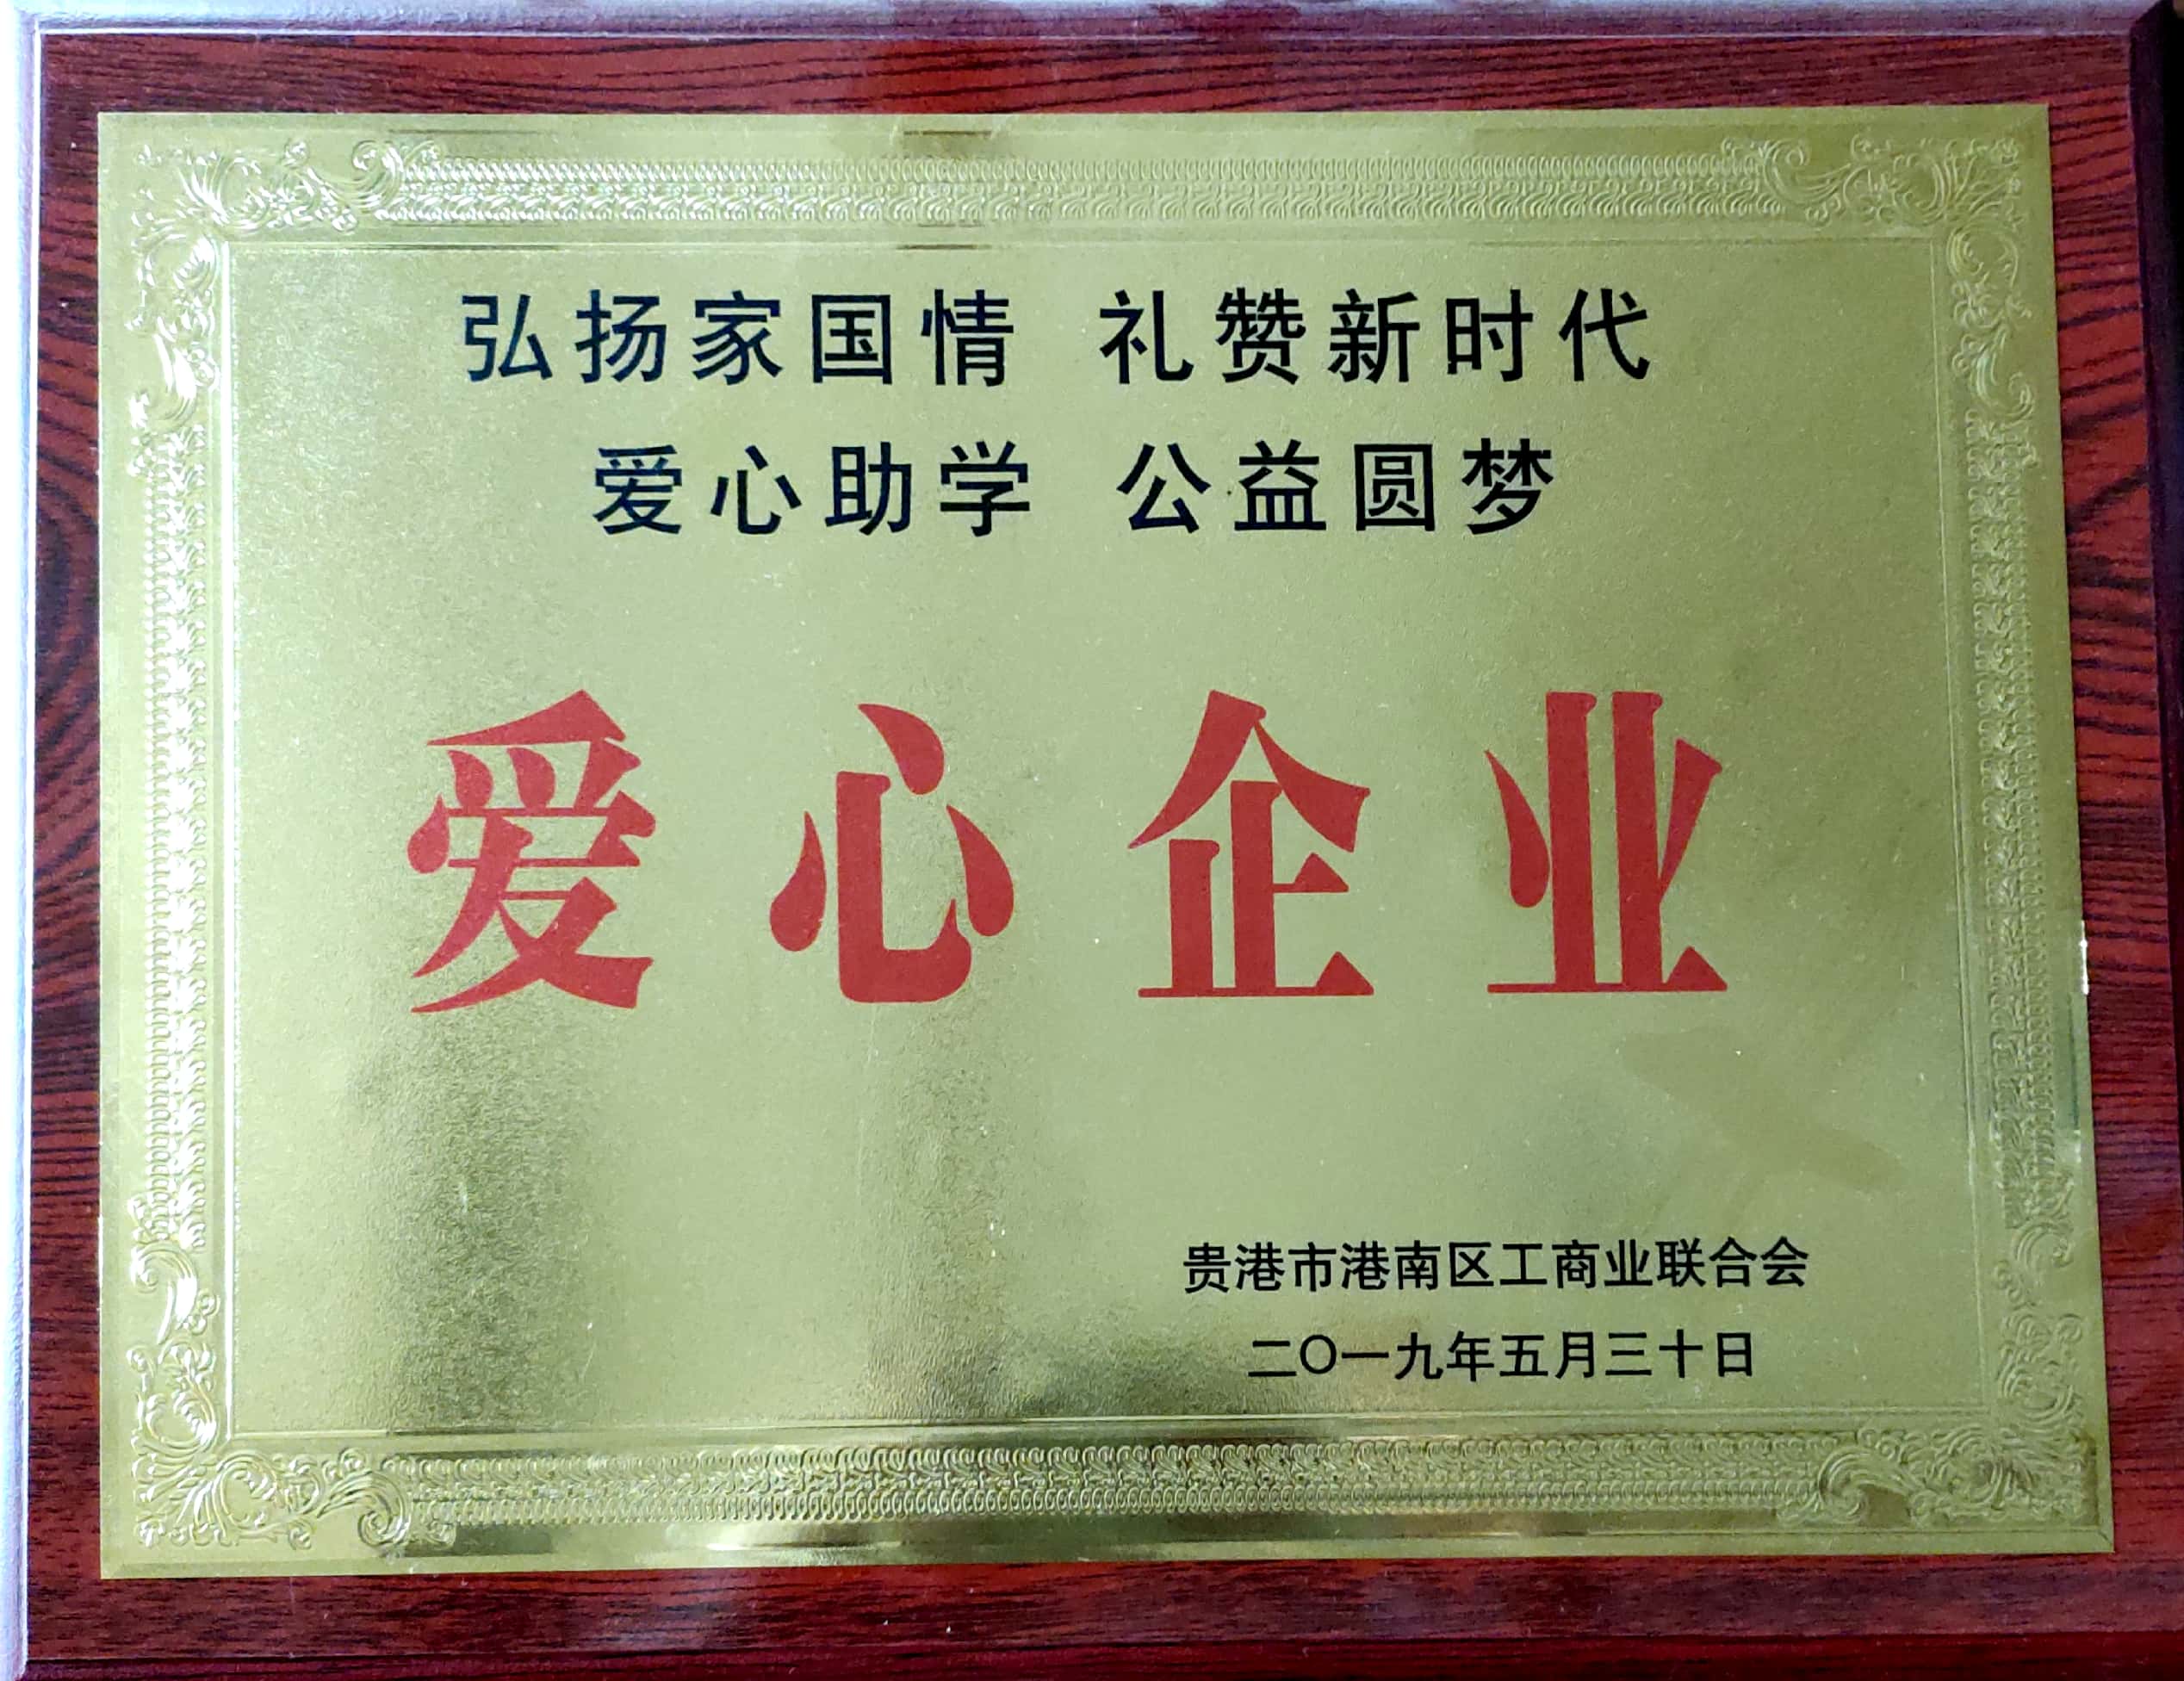 弘扬家国情 礼赞新时代
爱心助学 公益圆梦
爱心企业
贵港市港南区工商业联合会
二〇一九年五月三十日